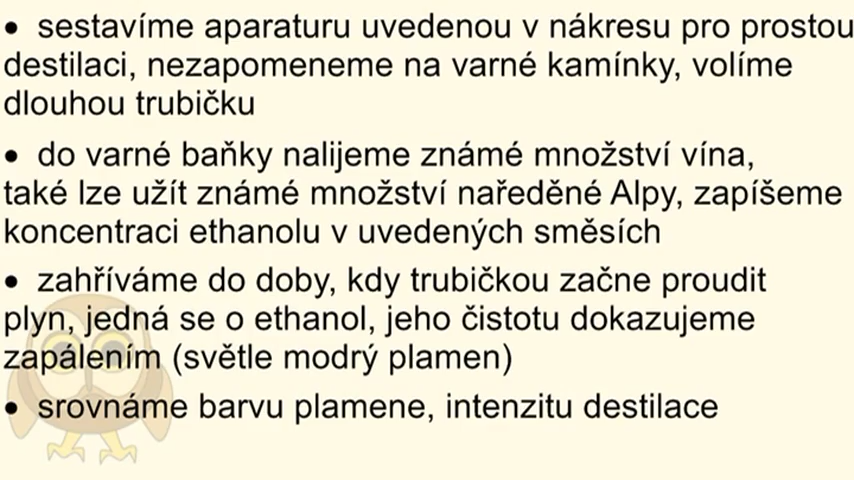 • sestavíme aparaturu uvedenou v nákresu pro prostou
destilaci, nezapomeneme na varné kamínky, volíme
dlouhou trubičku
• do varné baňky nalijeme známé množství vína,
také lze užít známé množství naředěné Alpy, zapíšeme
koncentraci ethanolu v uvedených směsích
• zahříváme do doby, kdy trubičkou začne proudit
plyn, jedná se o ethanol, jeho čistotu dokazujeme
zapálením (světle modrý plamen)
• srovnáme barvu plamene, intenzitu destilace